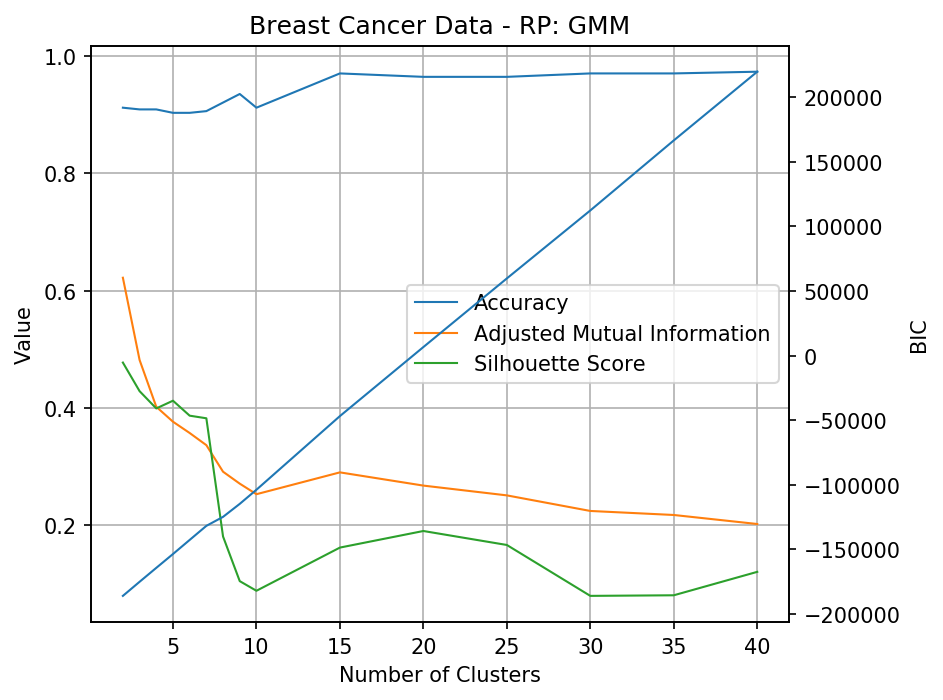 Breast Cancer Data - RP: GMM
1.0
0.8
0.6
0.4
0.2
Value
200000
150000
100000
50000
0
−50000
−100000
−150000
−200000
BIC
Accuracy
Adjusted Mutual Information
Silhouette Score
5 10 15 20 25 30 35 40
Number of Clusters